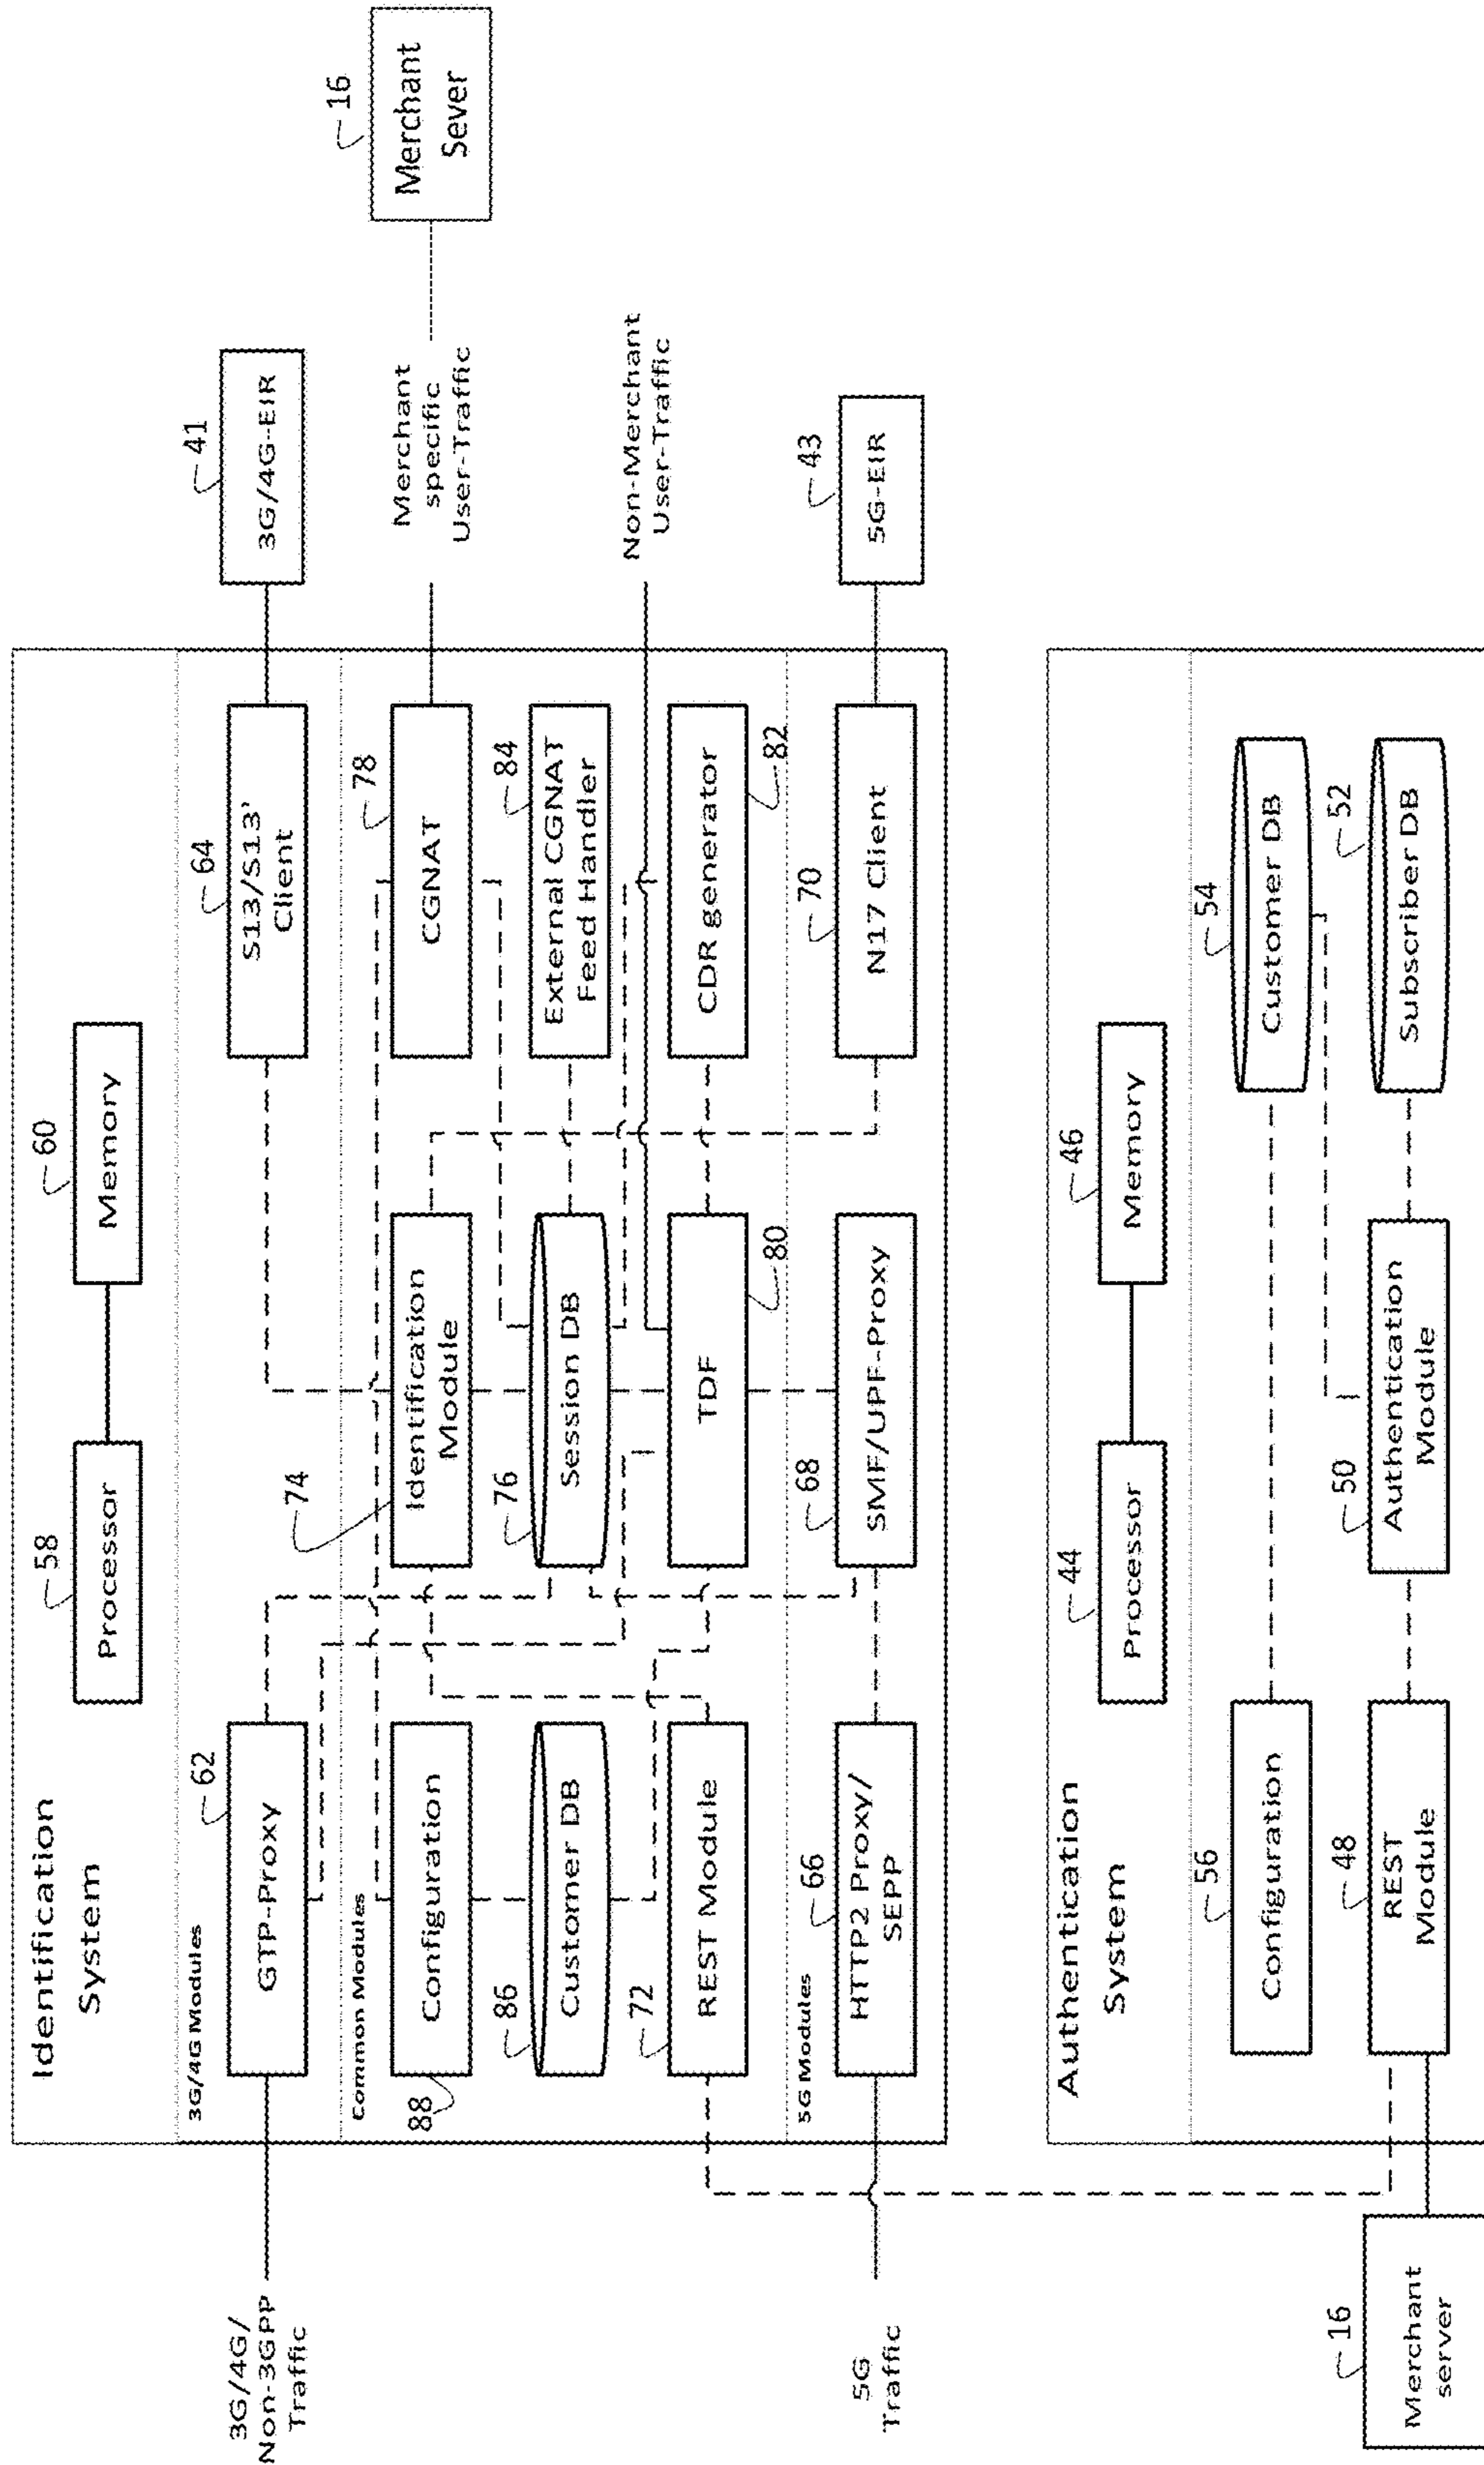 Identification
System
58
Processor
60
Memory
3G/4G Modules
3G/4G/
Non-3GPP
Traffic
62
GTP-Proxy
64
S13/S13'
Client
41
3G/4G-EIR
Common Modules
88
Configuration
74
Identification
Module
78
CGNAT
Merchant
specific
User-Traffic
16
Merchant
Sever
86
Customer DB
76
Session DB
84
External CGNAT
Feed Handler
72
REST Module
TDF
80
CDR generator
82
Non-Merchant
User-Traffic
5G Modules
5G
Traffic
66
HTTP2 Proxy/
SEPP
68
SMF/UPF-Proxy
70
N17 Client
43
5G-EIR
Authentication
System
44
Processor
46
Memory
56
Configuration
54
Customer DB
16
Merchant
server
48
REST
Module
50
Authentication
Module
52
Subscriber DB